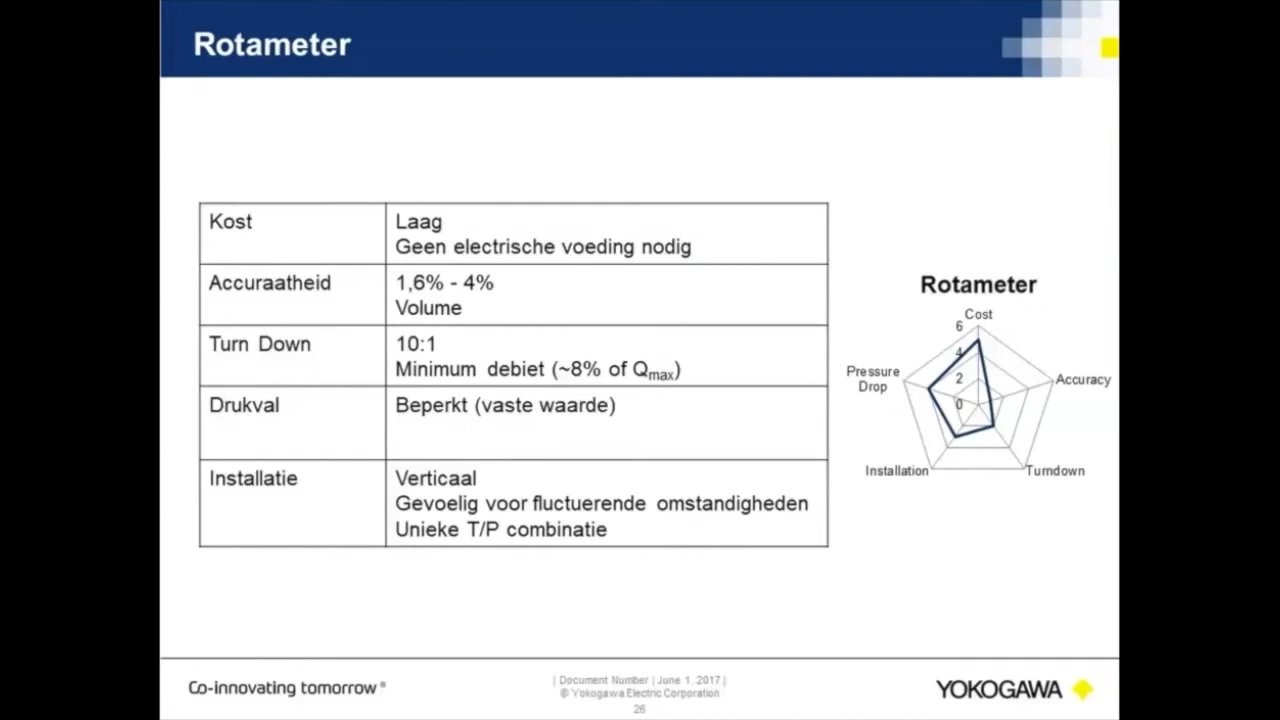 Rotameter
Kost
Laag
Geen electrische voeding nodig
Accuraatheid
1,6% - 4%
Volume
Turn Down
10:1
Minimum debiet (~8% of Qmax)
Drukval
Beperkt (vaste waarde)
Installatie
Verticaal
Gevoelig voor fluctuerende omstandigheden
Unieke T/P combinatie
Rotameter
Cost
6
4
2
0
Pressure
Drop
Accuracy
Installation
Turndown
Co-innovating tomorrow®
| Document Number | June 1, 2017 |
© Yokogawa Electric Corporation
26
YOKOGAWA